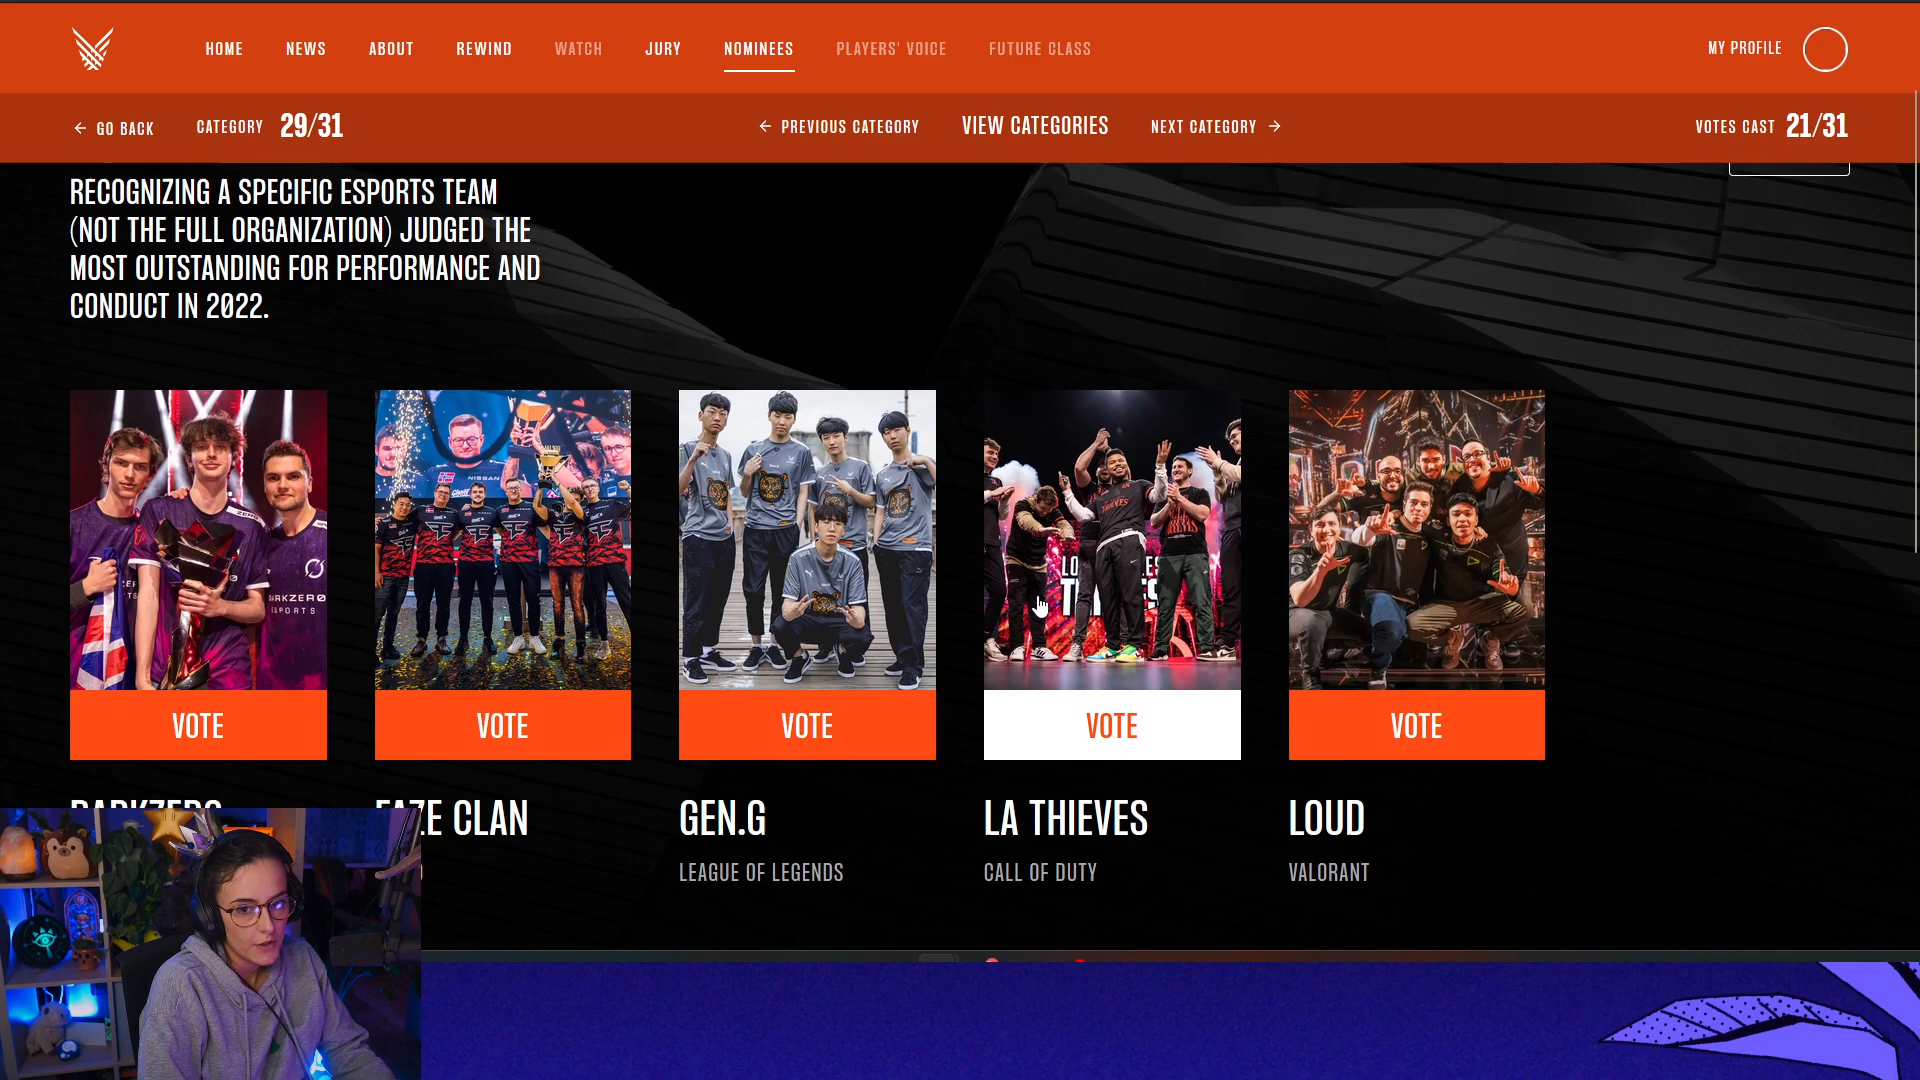 HOME NEWS ABOUT REWIND WATCH JURY NOMINEES PLAYERS' VOICE FUTURE CLASS MY PROFILE
← GO BACK CATEGORY 29/31 ← PREVIOUS CATEGORY VIEW CATEGORIES NEXT CATEGORY → VOTES CAST 21/31
RECOGNIZING A SPECIFIC ESPORTS TEAM
(NOT THE FULL ORGANIZATION) JUDGED THE
MOST OUTSTANDING FOR PERFORMANCE AND
CONDUCT IN 2022.
NISSAN
ESPORTS
THIEVES
VOTE VOTE VOTE VOTE VOTE
CLAN GEN.G LA THIEVES LOUD
LEAGUE OF LEGENDS CALL OF DUTY VALORANT